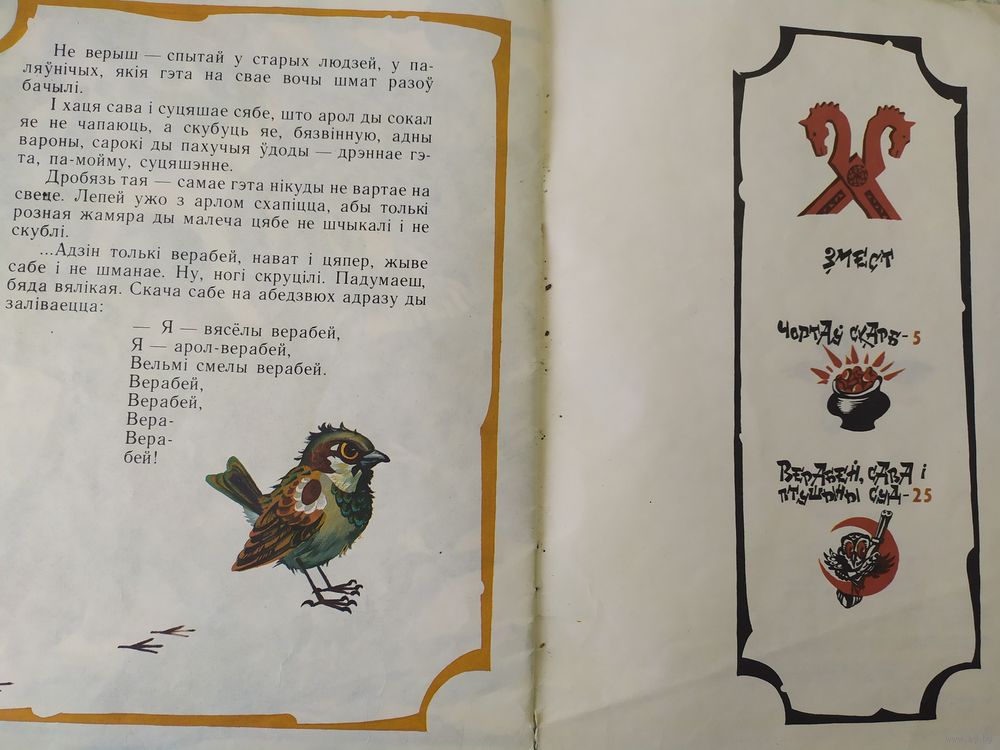 Не верыш — спытай у старых людзей, у па-
ляўнічых, якія гэта на свае вочы шмат разоў
бачылі.
І хаця сава і суцяшае сябе, што арол ды сокал
яе не чапаюць, а скубуць яе, бязвінную, адны
вароны, сарокі ды пахучыя ўдоды — дрэннае гэ-
та, па-мойму, суцяшэнне.
Дробязь тая — самае гэта нікуды не вартае на
свеце. Лепей ужо з арлом схапіцца, абы толькі
розная жамяра ды малеча цябе не шчыкалі і не
скублі.
...Адзін толькі верабей, нават і цяпер, жыве
сабе і не шманае. Ну, ногі скруцілі. Падумаеш,
бяда вялікая. Скача сабе на абедзвюх адразу ды
заліваецца:
— Я — вясёлы верабей,
Я — арол-верабей,
Вельмі смелы верабей.
Верабей,
Верабей,
Вера-
Вера-
бей!
ЗМЕСТ
Чортаў скарб-5
Верабей, сава і
птушыны суд-25